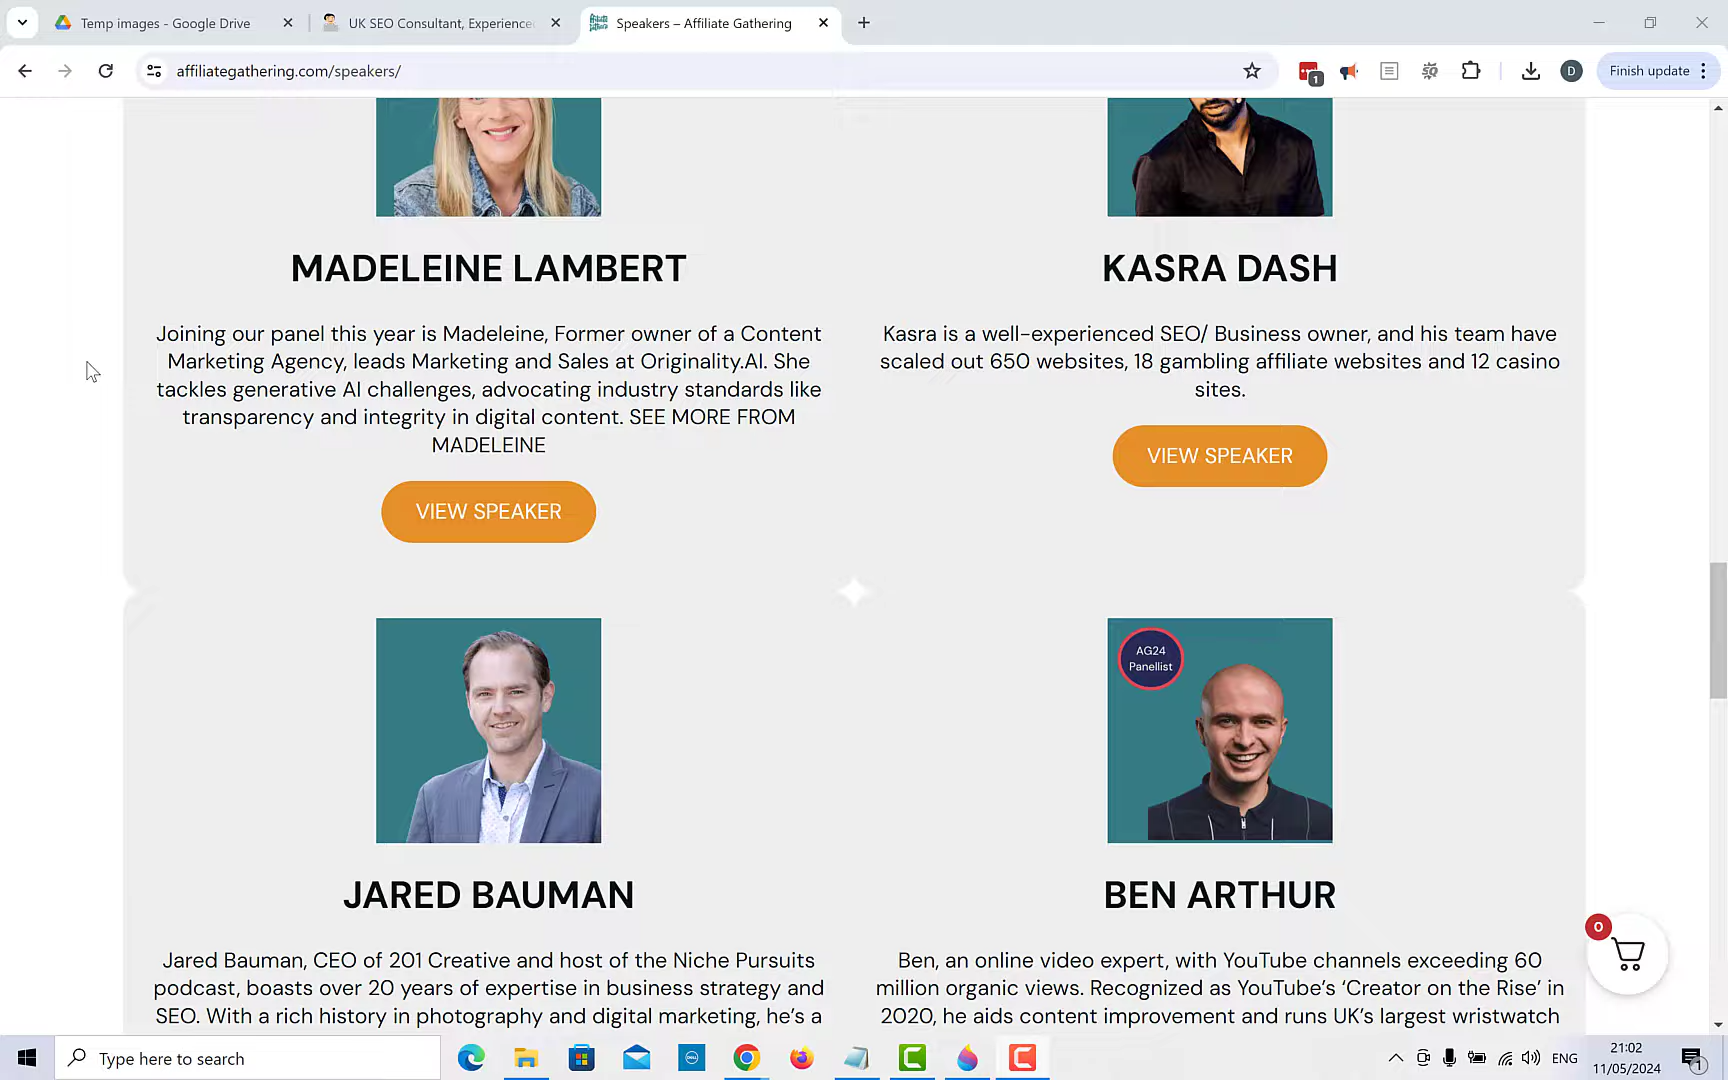 Temp images - Google Drive
UK SEO Consultant, Experience
Speakers – Affiliate Gathering
affiliategathering.com/speakers/
1
D
Finish update
MADELEINE LAMBERT
Joining our panel this year is Madeleine, Former owner of a Content
Marketing Agency, leads Marketing and Sales at Originality.AI. She
tackles generative AI challenges, advocating industry standards like
transparency and integrity in digital content. SEE MORE FROM
MADELEINE
VIEW SPEAKER
KASRA DASH
Kasra is a well-experienced SEO/ Business owner, and his team have
scaled out 650 websites, 18 gambling affiliate websites and 12 casino
sites.
VIEW SPEAKER
JARED BAUMAN
Jared Bauman, CEO of 201 Creative and host of the Niche Pursuits
podcast, boasts over 20 years of expertise in business strategy and
SEO. With a rich history in photography and digital marketing, he's a
AG24
Panellist
BEN ARTHUR
Ben, an online video expert, with YouTube channels exceeding 60
million organic views. Recognized as YouTube's 'Creator on the Rise' in
2020, he aids content improvement and runs UK's largest wristwatch
0
Type here to search
DELL
ENG
21:02
11/05/2024
1